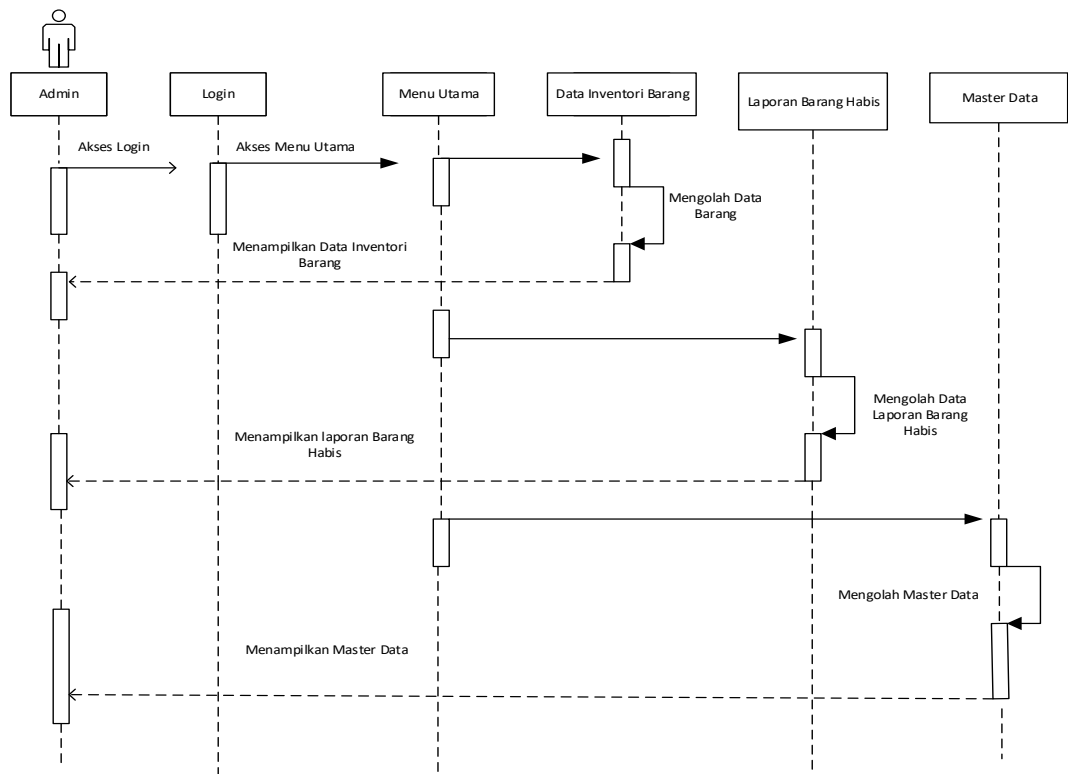 Admin
Login
Menu Utama
Data Inventori Barang
Laporan Barang Habis
Master Data
Akses Login
Akses Menu Utama
Mengolah Data
Barang
Menampilkan Data Inventori
Barang
Mengolah Data
Laporan Barang
Habis
Menampilkan laporan Barang
Habis
Mengolah Master Data
Menampilkan Master Data